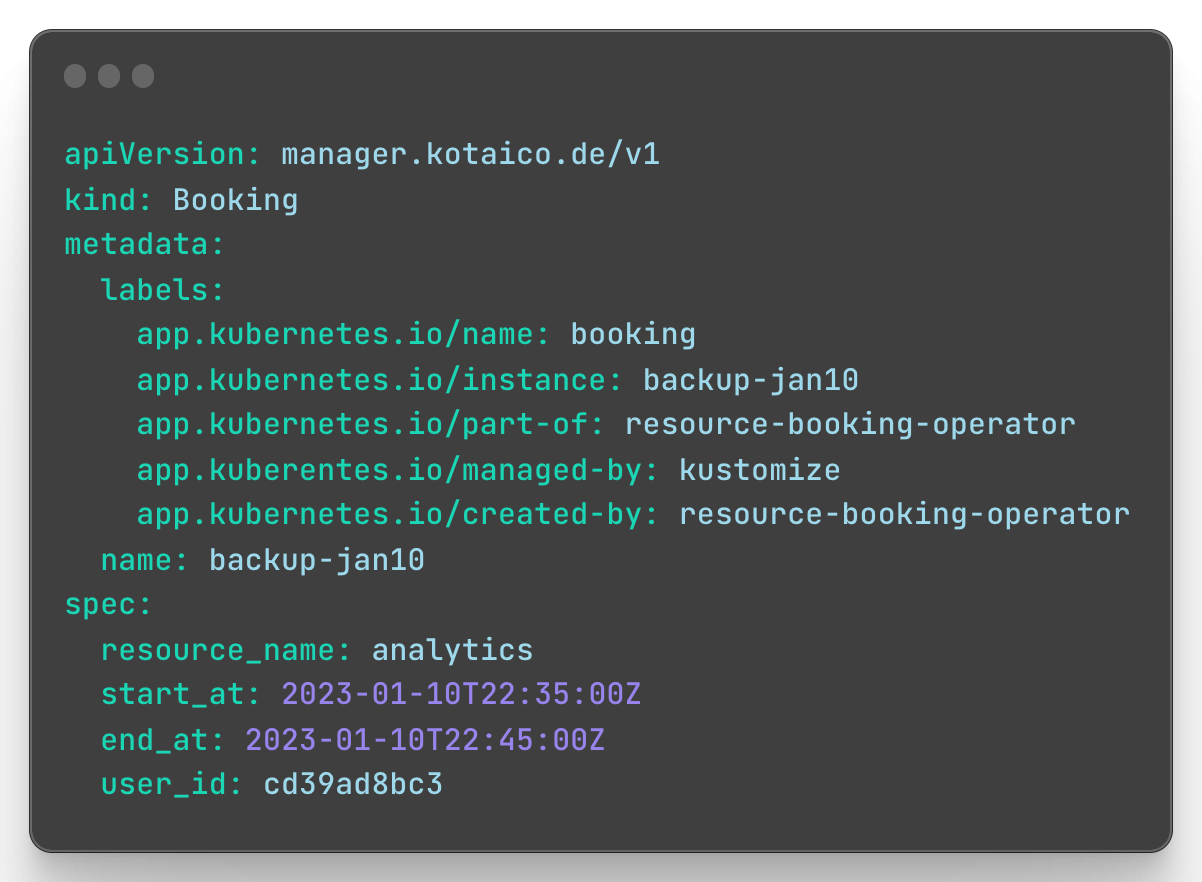 apiVersion: manager.kotaico.de/v1
kind: Booking
metadata:
  labels:
    app.kubernetes.io/name: booking
    app.kubernetes.io/instance: backup-jan10
    app.kubernetes.io/part-of: resource-booking-operator
    app.kuberentes.io/managed-by: kustomize
    app.kubernetes.io/created-by: resource-booking-operator
  name: backup-jan10
spec:
  resource_name: analytics
  start_at: 2023-01-10T22:35:00Z
  end_at: 2023-01-10T22:45:00Z
  user_id: cd39ad8bc3